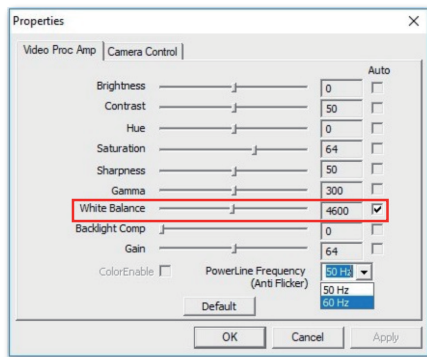 Properties
Video Proc Amp
Camera Control
Auto
Brightness 0
Contrast 50
Hue 0
Saturation 64
Sharpness 50
Gamma 300
White Balance 4600
Backlight Comp 0
Gain 64
ColorEnable PowerLine Frequency 50 Hz
(Anti Flicker) 50 Hz
60 Hz
Default
OK Cancel Apply